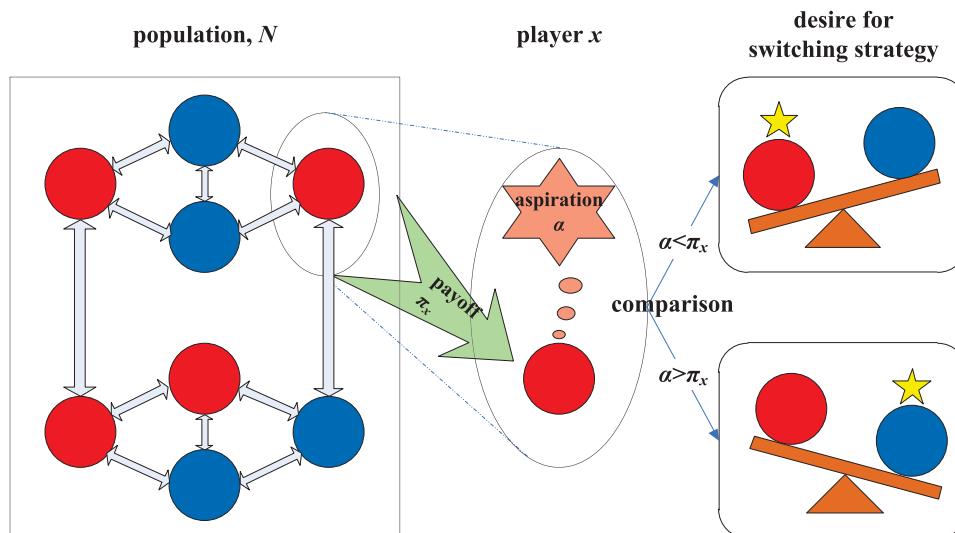 population, N
player x
desire for
switching strategy
aspiration
α
payoff
πₓ
α<πₓ
comparison
α>πₓ